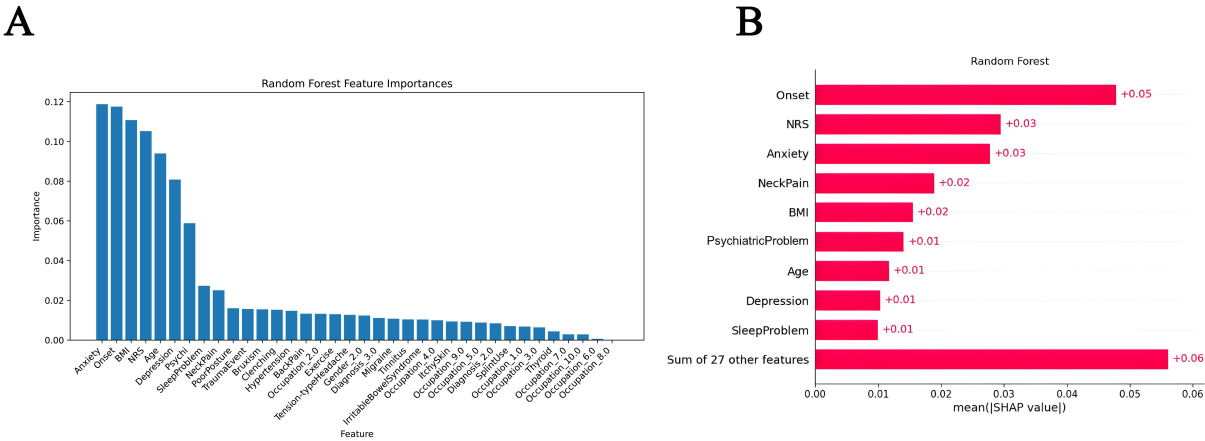 A
Random Forest Feature Importances
Importance
0.12
0.10
0.08
0.06
0.04
0.02
0.00
Anxiety
Onset
BMI
NRS
Age
Depression
Psych
SleepProblem
NeckPain
PoorPosture
TraumaEvent
Bruxism
Clenching
Hypertension
BackPain
Occupation_2.0
Exercise
Tension-typeHeadache
Gender_2.0
Diagnosis_3.0
Migraine
Tinnitus
IrritableBowelSyndrome
Occupation_4.0
ItchySkin
Occupation_9.0
Occupation_5.0
Diagnosis_2.0
SplintUse
Occupation_1.0
Occupation_3.0
Thyroid
Occupation_7.0
Occupation_10.0
Occupation_6.0
Occupation_8.0
Feature
B
Random Forest
Onset +0.05
NRS +0.03
Anxiety +0.03
NeckPain +0.02
BMI +0.02
PsychiatricProblem +0.01
Age +0.01
Depression +0.01
SleepProblem +0.01
Sum of 27 other features +0.06
0.00 0.01 0.02 0.03 0.04 0.05 0.06
mean(|SHAP value|)